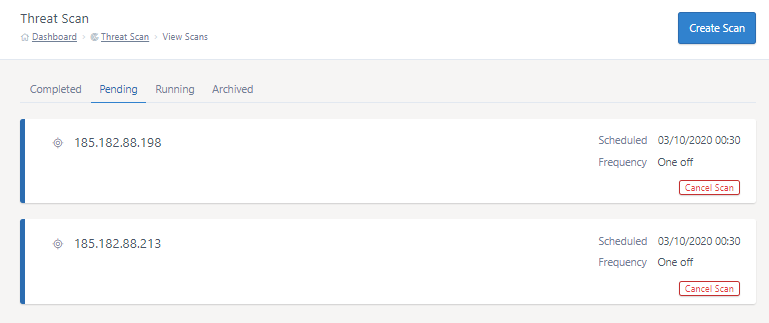 Threat Scan
Dashboard > Threat Scan > View Scans
Create Scan
Completed Pending Running Archived
185.182.88.198
Scheduled 03/10/2020 00:30
Frequency One off
Cancel Scan
185.182.88.213
Scheduled 03/10/2020 00:30
Frequency One off
Cancel Scan